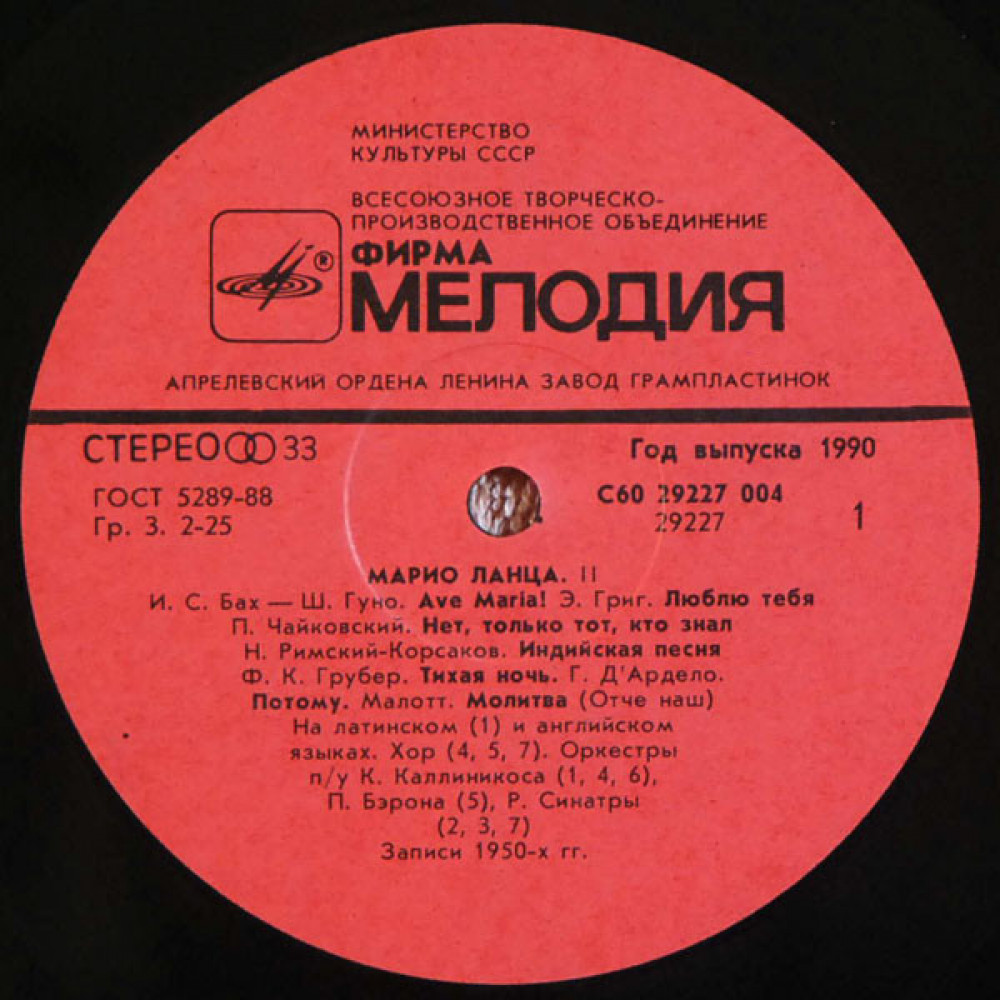 МИНИСТЕРСТВО
КУЛЬТУРЫ СССР
ВСЕСОЮЗНОЕ ТВОРЧЕСКО-
ПРОИЗВОДСТВЕННОЕ ОБЪЕДИНЕНИЕ
ФИРМА
МЕЛОДИЯ
®
АПРЕЛЕВСКИЙ ОРДЕНА ЛЕНИНА ЗАВОД ГРАМПЛАСТИНОК
СТЕРЕО 33
Год выпуска 1990
ГОСТ 5289-88
Гр. 3. 2-25
С60 29227 004
29227
1
МАРИО ЛАНЦА. II
И. С. Бах — Ш. Гуно. Ave Maria! Э. Григ. Люблю тебя
П. Чайковский. Нет, только тот, кто знал
Н. Римский-Корсаков. Индийская песня
Ф. К. Грубер. Тихая ночь. Г. Д'Ардело.
Потому. Малотт. Молитва (Отче наш)
На латинском (1) и английском
языках. Хор (4, 5, 7). Оркестры
п/у К. Каллиникоса (1, 4, 6),
П. Бэрона (5), Р. Синатры
(2, 3, 7)
Записи 1950-х гг.